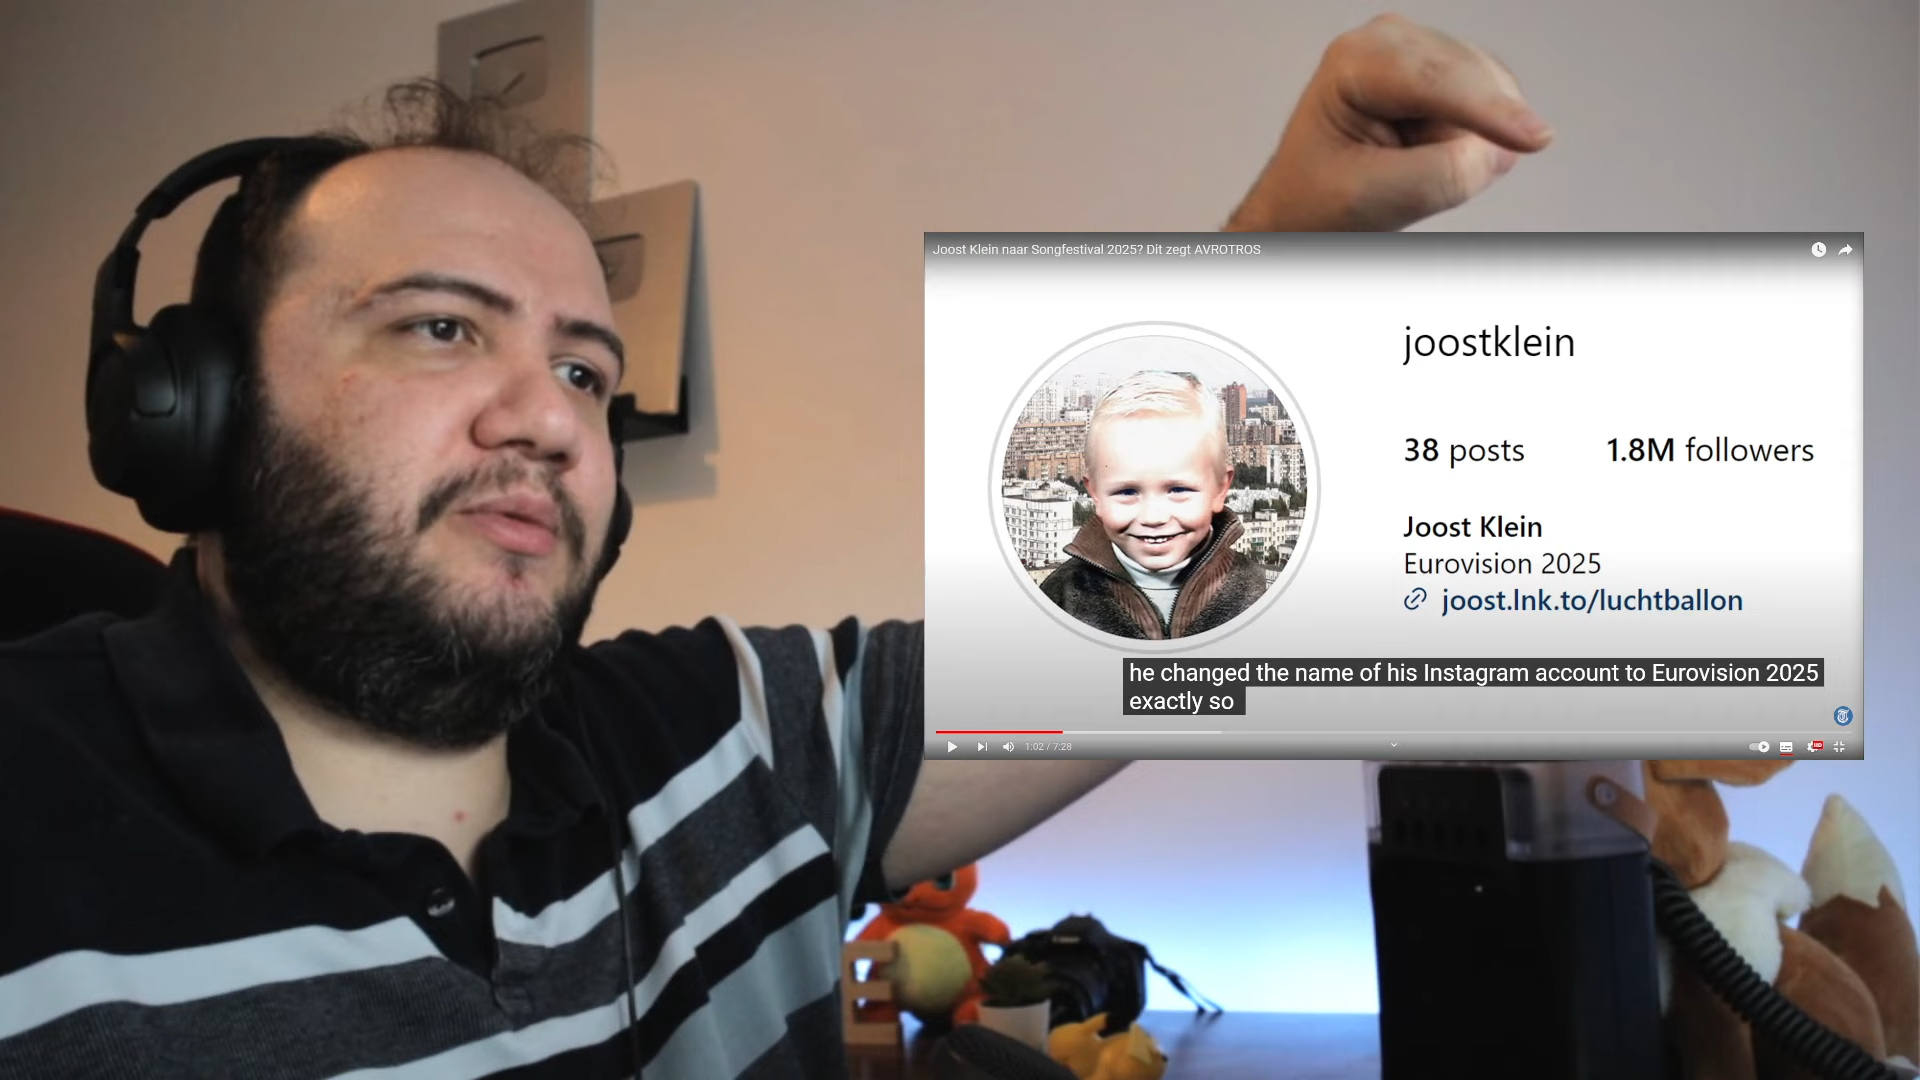 Joost Klein naar Songfestival 2025? Dit zegt AVROTROS
joostklein
38 posts 1.8M followers
Joost Klein
Eurovision 2025
joost.lnk.to/luchtballon
he changed the name of his Instagram account to Eurovision 2025
exactly so
1:02 / 7:28
HD